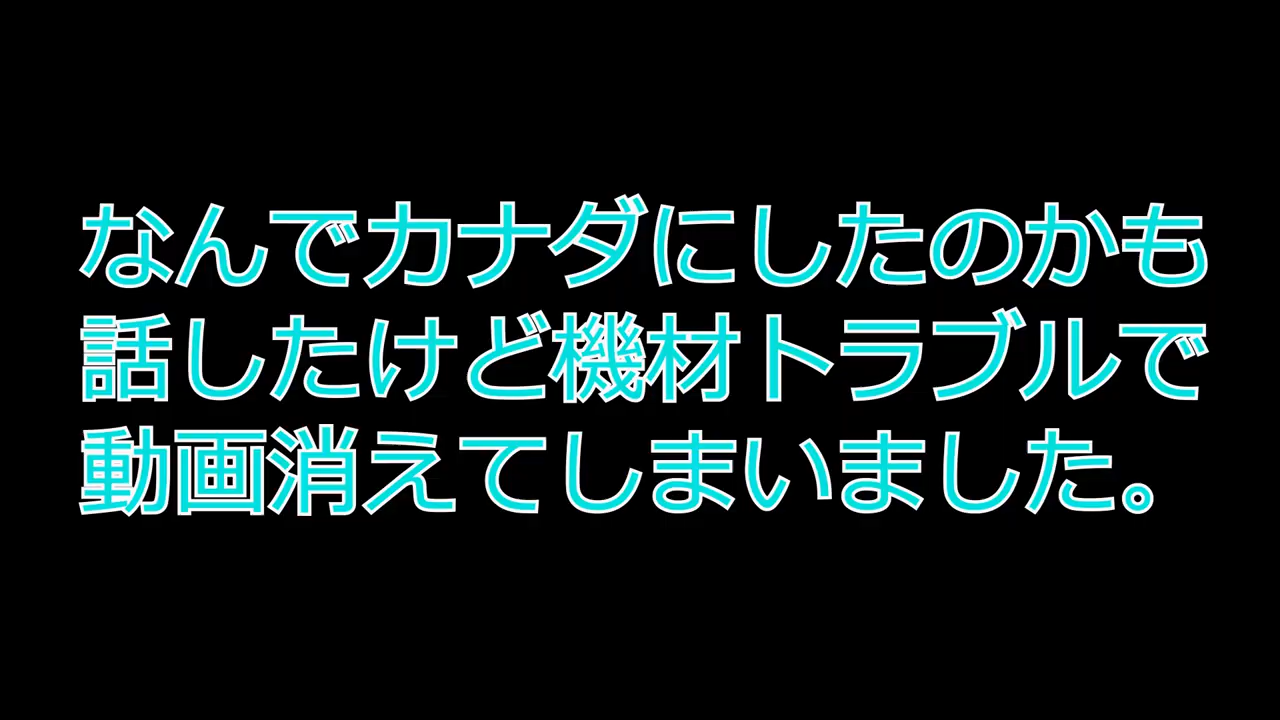 なんでカナダにしたのかも
話したけど機材トラブルで
動画消えてしまいました。